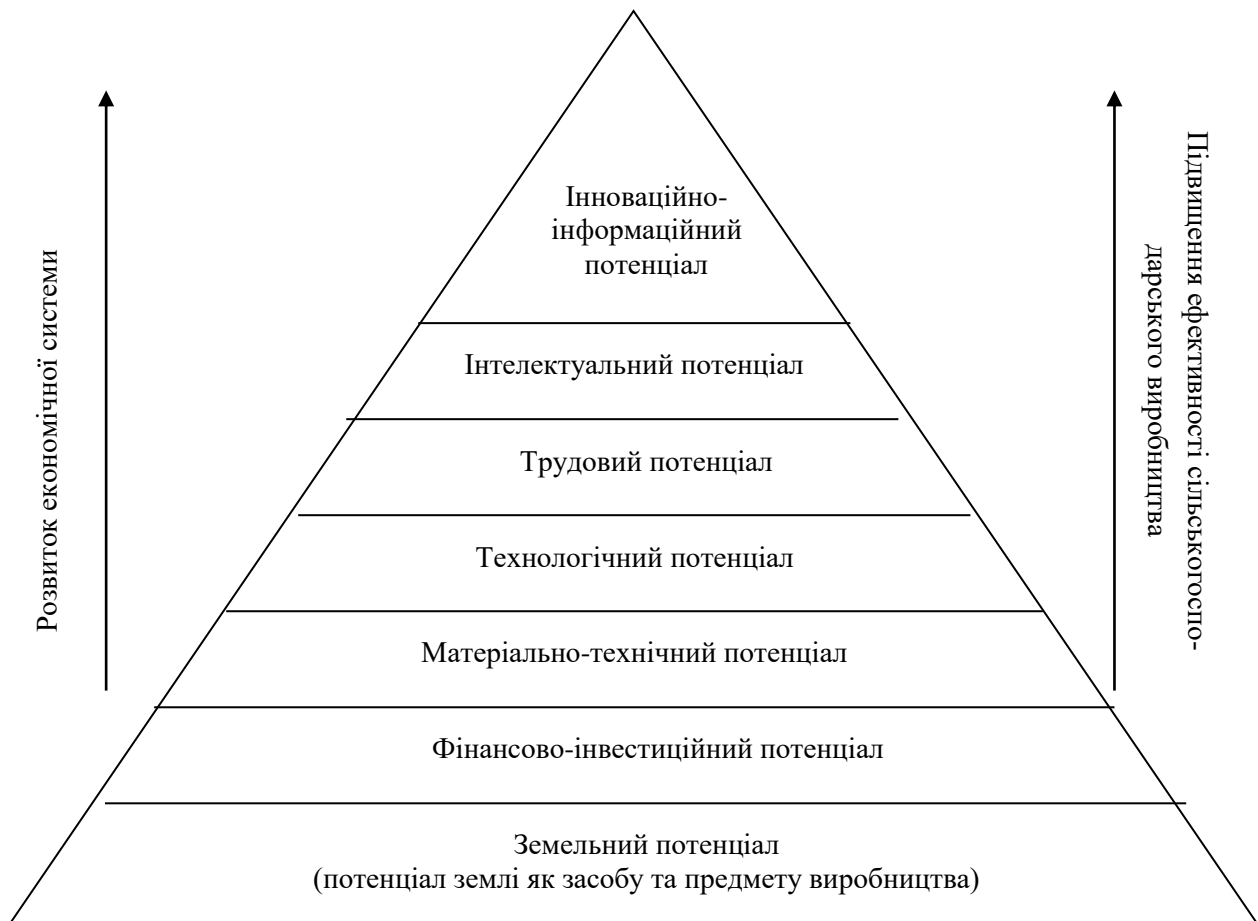 Розвиток економічної системи
Інноваційно-
інформаційний
потенціал
Інтелектуальний потенціал
Трудовий потенціал
Технологічний потенціал
Матеріально-технічний потенціал
Фінансово-інвестиційний потенціал
Земельний потенціал
(потенціал землі як засобу та предмету виробництва)
Підвищення ефективності сільськогоспо-
дарського виробництва